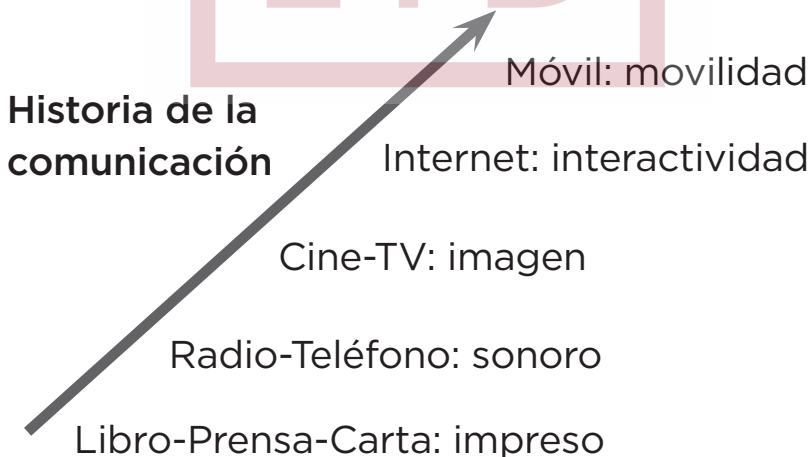 Móvil: movilidad
Historia de la
comunicación
Internet: interactividad
Cine-TV: imagen
Radio-Teléfono: sonoro
Libro-Prensa-Carta: impreso